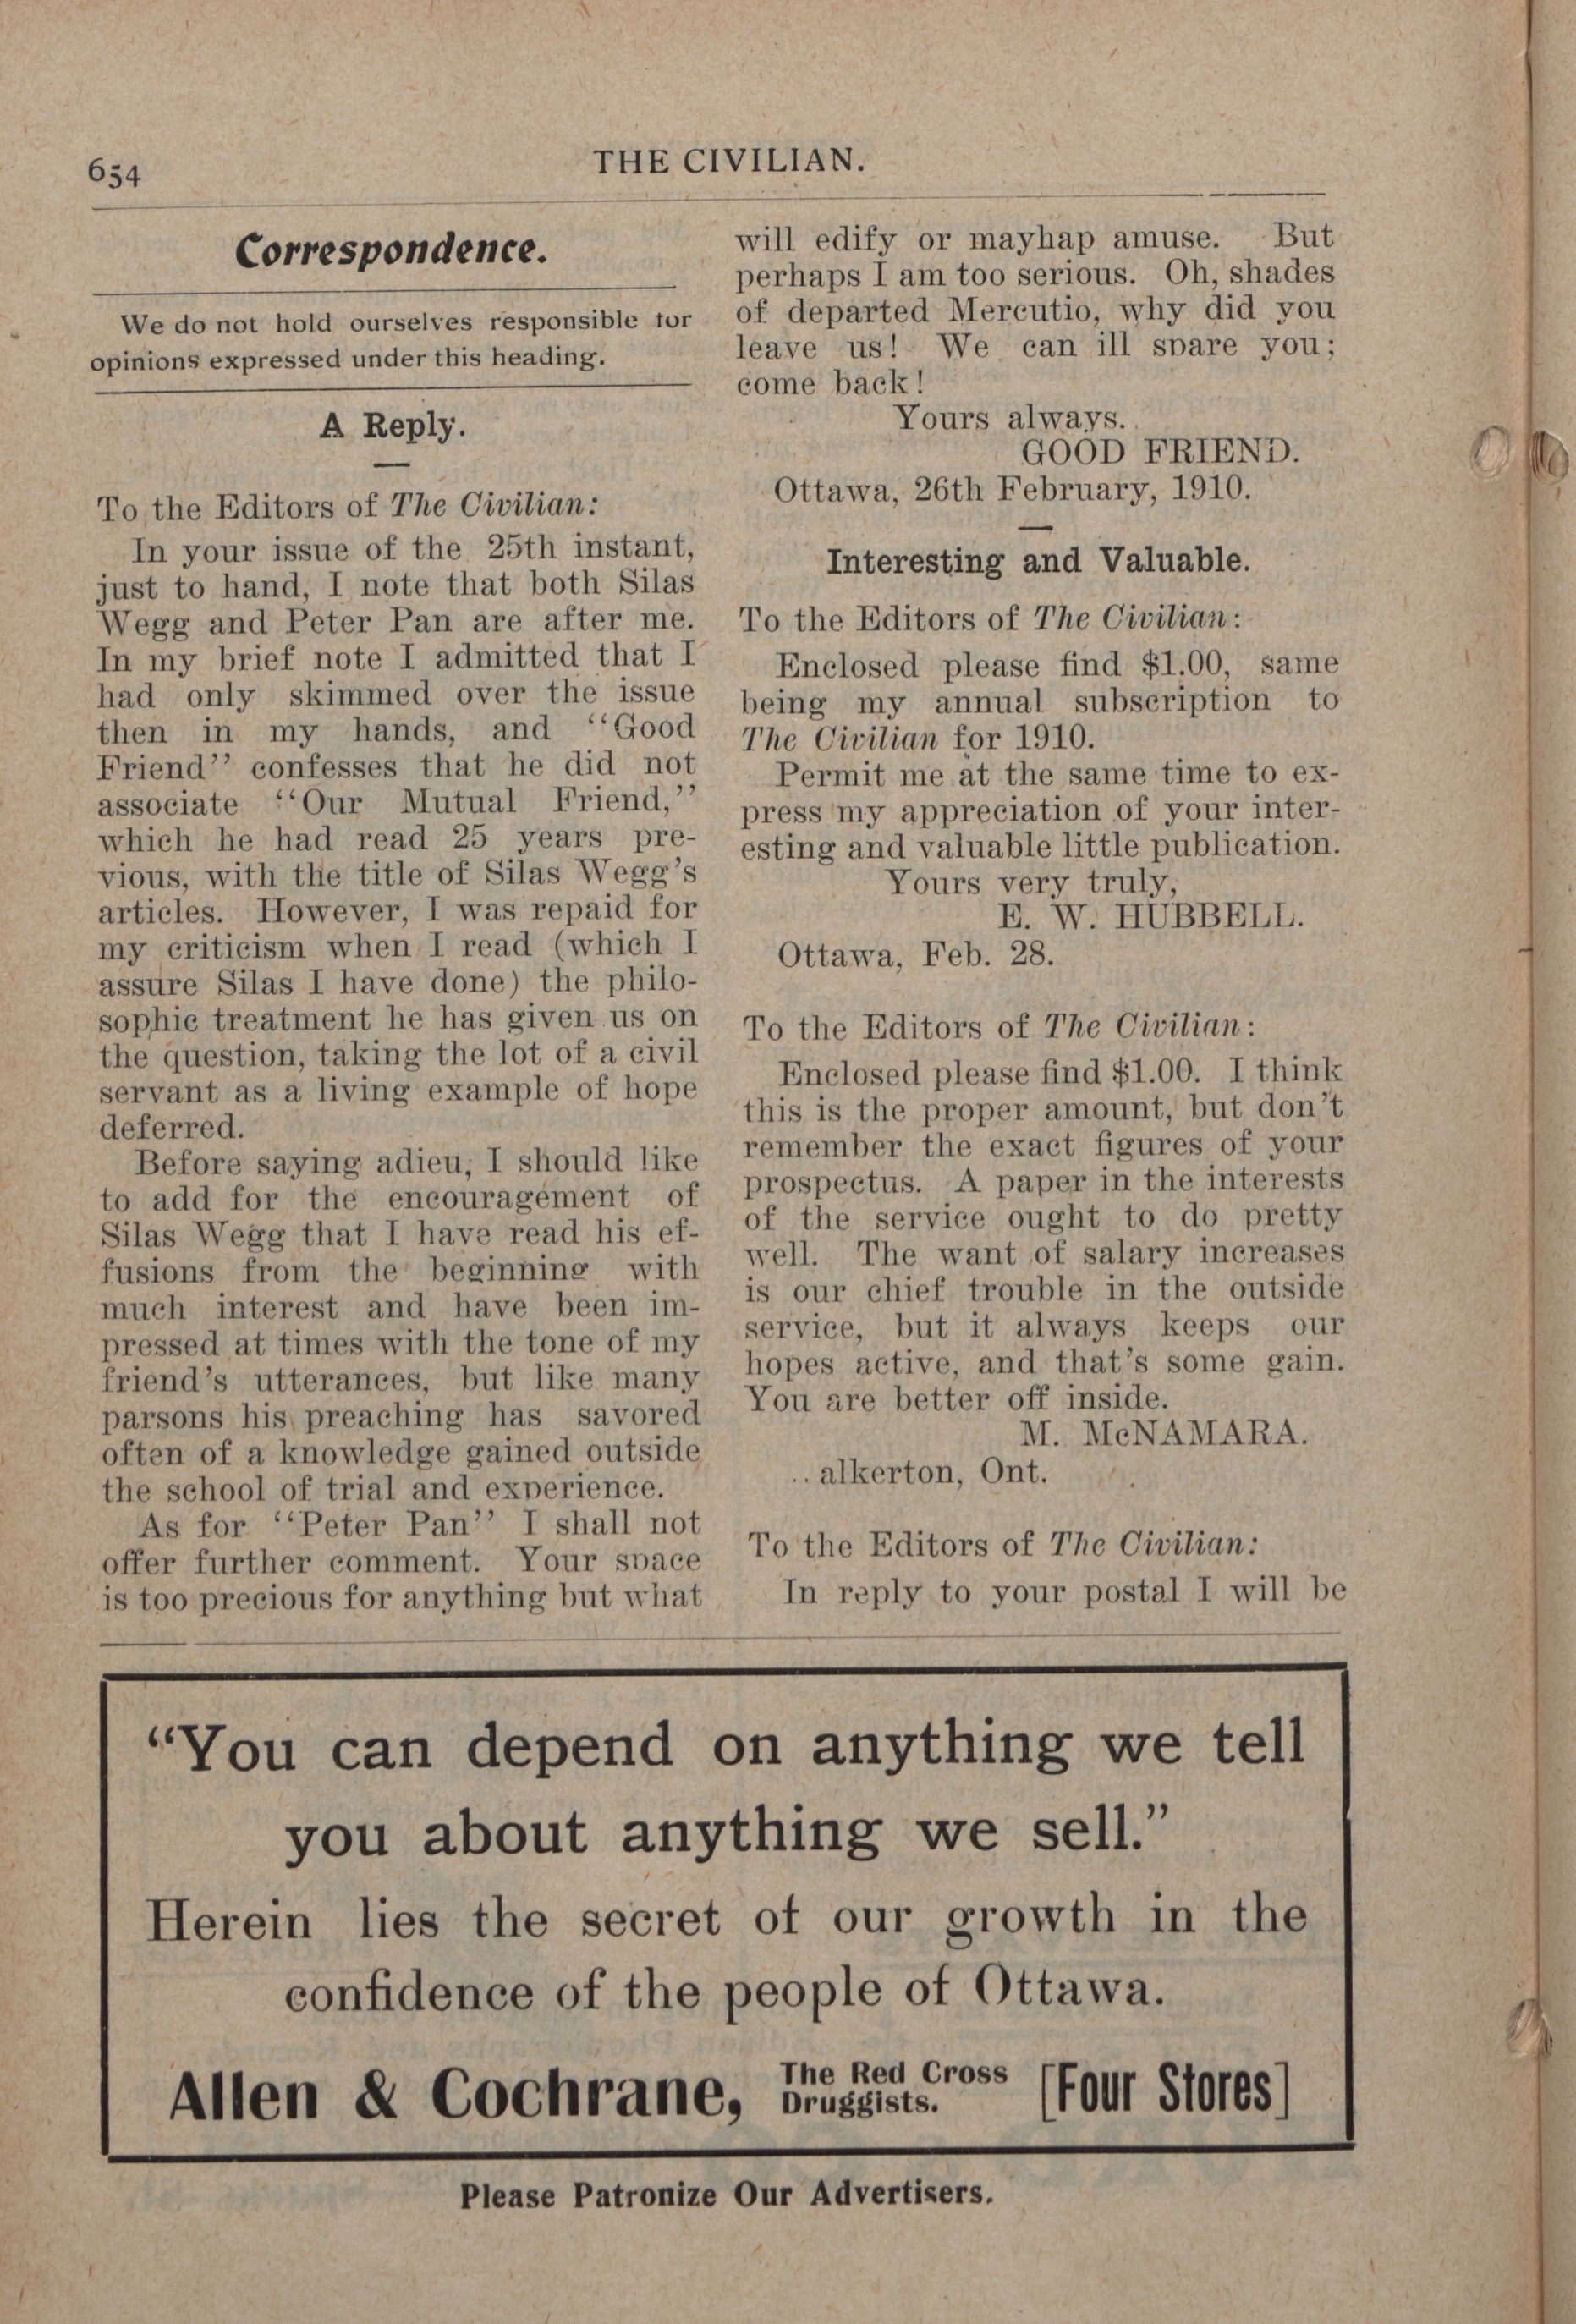 654
THE CIVILIAN.
Correspondence.
We do not hold ourselves responsible for
opinions expressed under this heading.
A Reply.
To the Editors of The Civilian:
In your issue of the 25th instant,
just to hand, I note that both Silas
Wegg and Peter Pan are after me.
In my brief note I admitted that I
had only skimmed over the issue
then in my hands, and “Good
Friend” confesses that he did not
associate “Our Mutual Friend,”
which he had read 25 years pre-
vious, with the title of Silas Wegg’s
articles. However, I was repaid for
my criticism when I read (which I
assure Silas I have done) the philo-
sophic treatment he has given us on
the question, taking the lot of a civil
servant as a living example of hope
deferred.
Before saying adieu, I should like
to add for the encouragement of
Silas Wegg that I have read his ef-
fusions from the beginning with
much interest and have been im-
pressed at times with the tone of my
friend’s utterances, but like many
parsons his preaching has savored
often of a knowledge gained outside
the school of trial and experience.
As for “Peter Pan” I shall not
offer further comment. Your space
is too precious for anything but what
will edify or mayhap amuse. But
perhaps I am too serious. Oh, shades
of departed Mercutio, why did you
leave us! We can ill spare you;
come back!
Yours always.
GOOD FRIEND.
Ottawa, 26th February, 1910.
Interesting and Valuable.
To the Editors of The Civilian:
Enclosed please find $1.00, same
being my annual subscription to
The Civilian for 1910.
Permit me at the same time to ex-
press my appreciation of your inter-
esting and valuable little publication.
Yours very truly,
E. W. HUBBELL.
Ottawa, Feb. 28.
To the Editors of The Civilian:
Enclosed please find $1.00. I think
this is the proper amount, but don’t
remember the exact figures of your
prospectus. A paper in the interests
of the service ought to do pretty
well. The want of salary increases
is our chief trouble in the outside
service, but it always keeps our
hopes active, and that’s some gain.
You are better off inside.
M. McNAMARA.
..alkerton, Ont.
To the Editors of The Civilian:
In reply to your postal I will be
“You can depend on anything we tell
you about anything we sell.”
Herein lies the secret of our growth in the
confidence of the people of Ottawa.
Allen & Cochrane, The Red Cross Druggists. [Four Stores]
Please Patronize Our Advertisers.